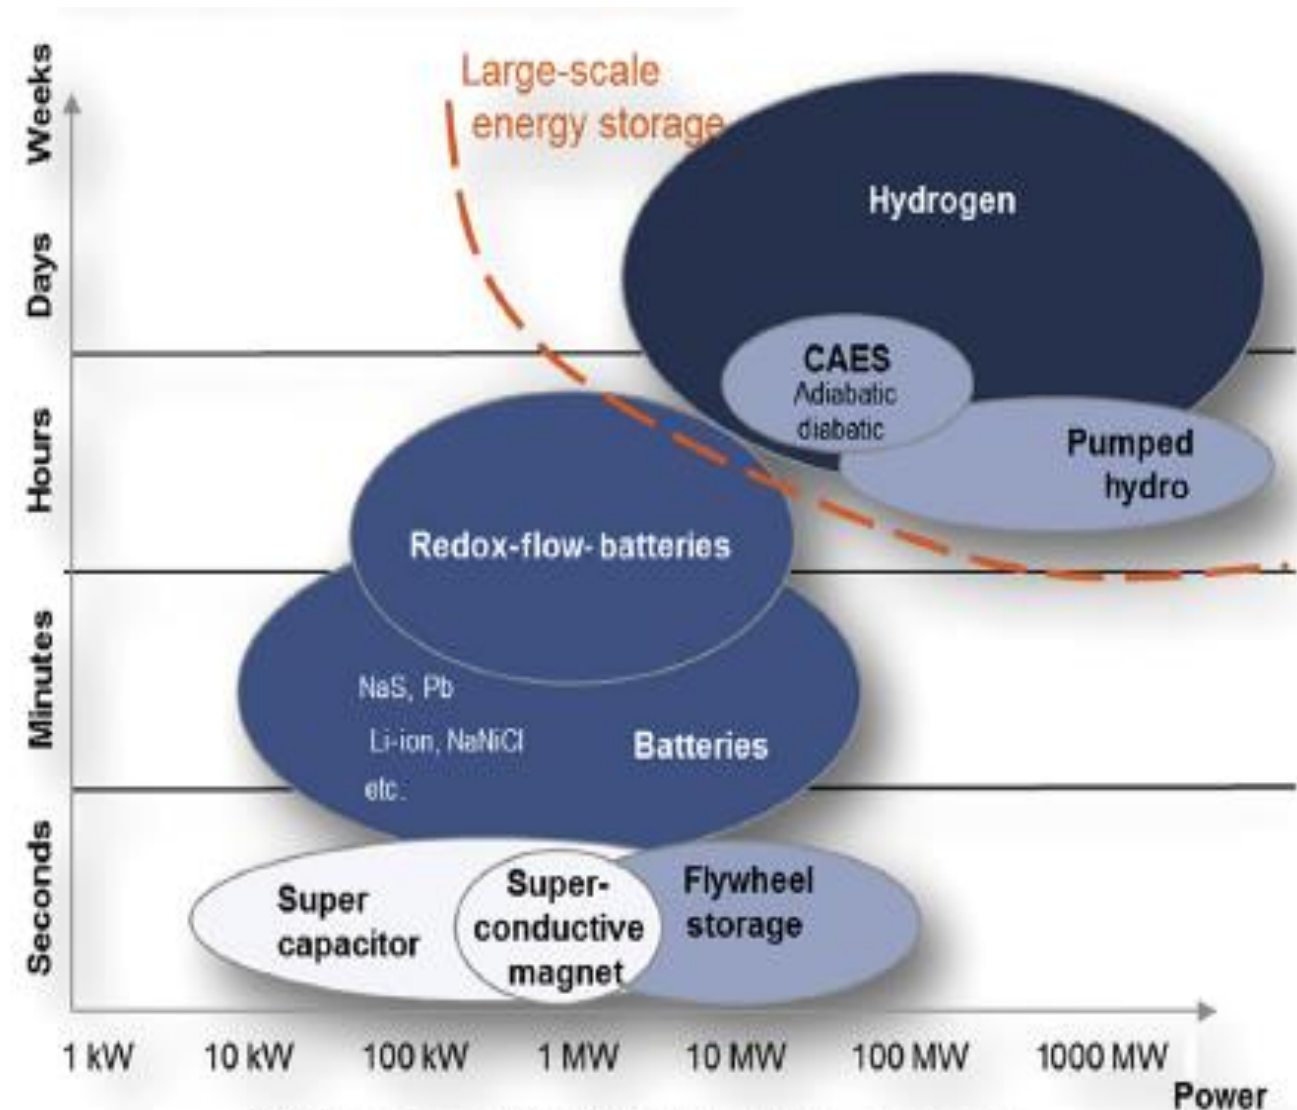 Weeks
Days
Hours
Minutes
Seconds
Large-scale
energy storage
Hydrogen
CAES
Adiabatic
diabatic
Pumped
hydro
Redox-flow-batteries
NaS, Pb
Li-ion, NaNiCl
etc.
Batteries
Super
capacitor
Super-
conductive
magnet
Flywheel
storage
1 kW 10 kW 100 kW 1 MW 10 MW 100 MW 1000 MW
Power